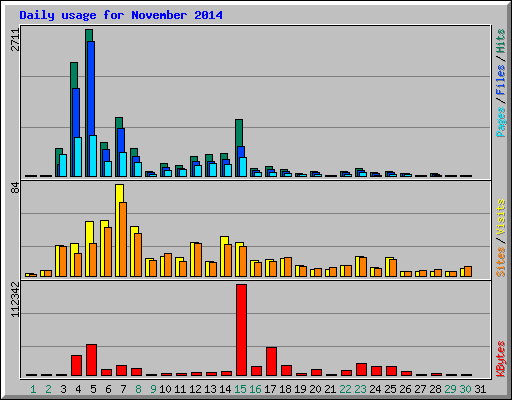 Daily usage for November 2014
2711
Pages / Files / Hits
84
Sites / Visits
112342
KBytes
1 2 3 4 5 6 7 8 9 10 11 12 13 14 15 16 17 18 19 20 21 22 23 24 25 26 27 28 29 30 31